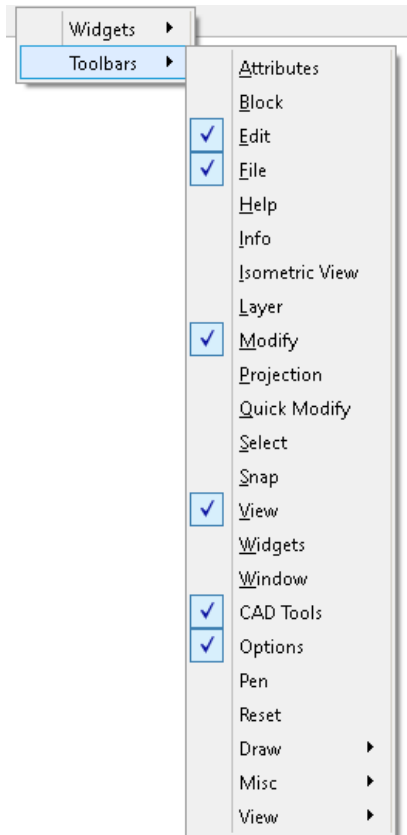 Widgets
Toolbars
Attributes
Block
Edit
File
Help
Info
Isometric View
Layer
Modify
Projection
Quick Modify
Select
Snap
View
Widgets
Window
CAD Tools
Options
Pen
Reset
Draw
Misc
View